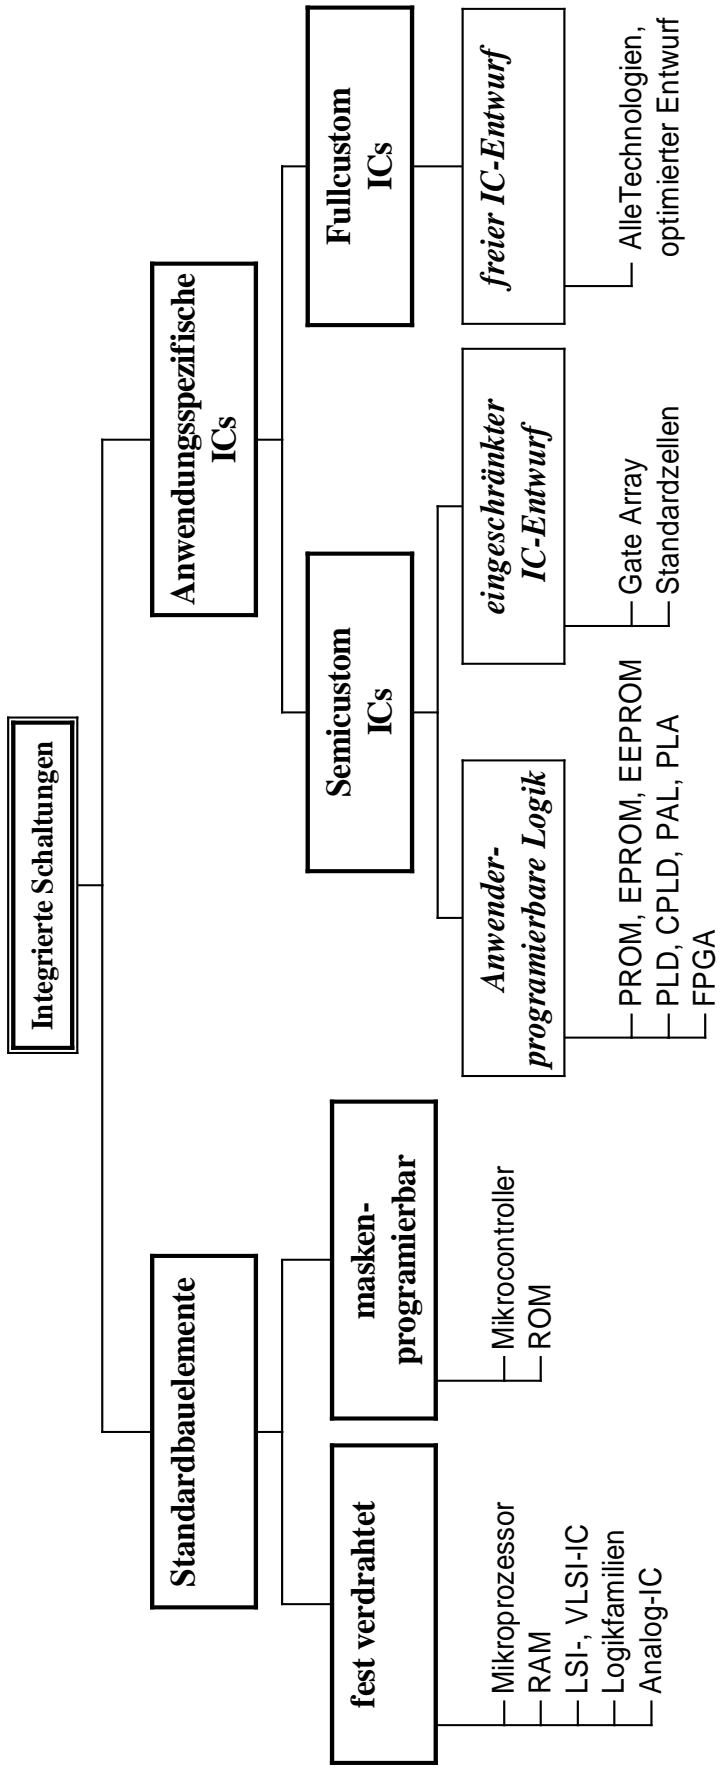 Integrierte Schaltungen
Standardbauelemente
Anwendungsspezifische
ICs
fest verdrahtet
masken-
programierbar
Semicustom
ICs
Fullcustom
ICs
Anwender-
programierbare Logik
eingeschränkter
IC-Entwurf
freier IC-Entwurf
Mikroprozessor
RAM
LSI-, VLSI-IC
Logikfamilien
Analog-IC
Mikrocontroller
ROM
PROM, EPROM, EEPROM
PLD, CPLD, PAL, PLA
FPGA
Gate Array
Standardzellen
AlleTechnologien,
optimierter Entwurf